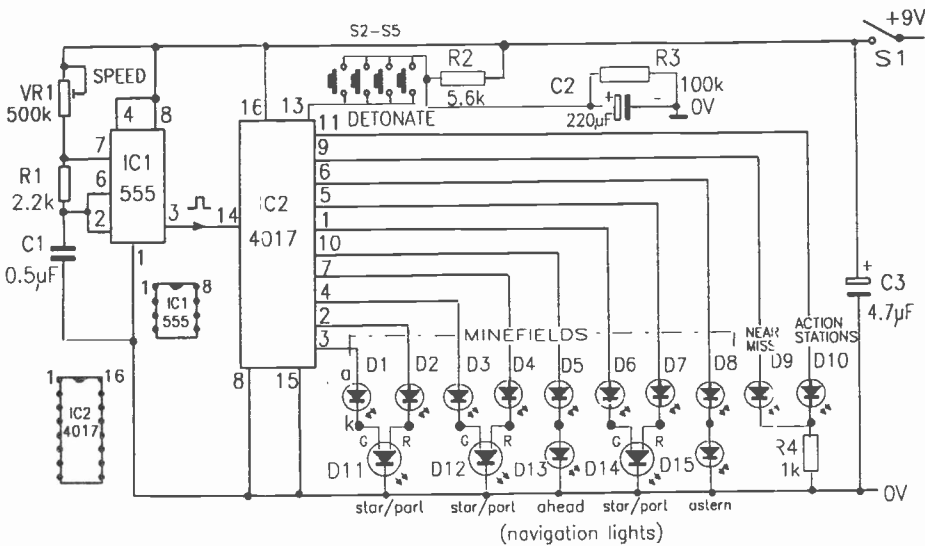 S2-S5
+9V
S1
SPEED
VR1
500k
R2
5.6k
R3
100k
C2
0V
220µF
DETONATE
4 8
16 13
7
IC1
555
6
2
3
1
R1
2.2k
C1
0.5µF
14
IC2
4017
11
9
6
5
1
10
7
4
2
3
8 15
1 8
IC1
555
1 16
IC2
4017
C3
4.7µF
+
+ -
MINEFIELDS
NEAR
MISS
ACTION
STATIONS
D1 D2 D3 D4 D5 D6 D7 D8 D9 D10
a
k
G R G R G R
D11 D12 D13 D14 D15
R4
1k
0V
star/part star/port ahead star/port astern
(navigation lights)